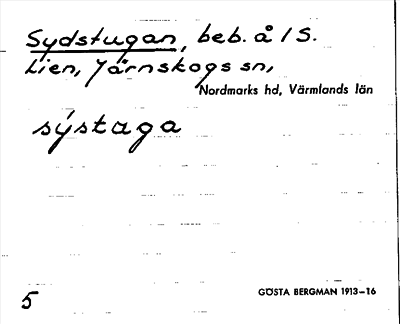 Sydstugan, beb. å 1 S.
Lien, Järnskogs sn,
Nordmarks hd, Värmlands län
sýstaga
5
GÖSTA BERGMAN 1913–16